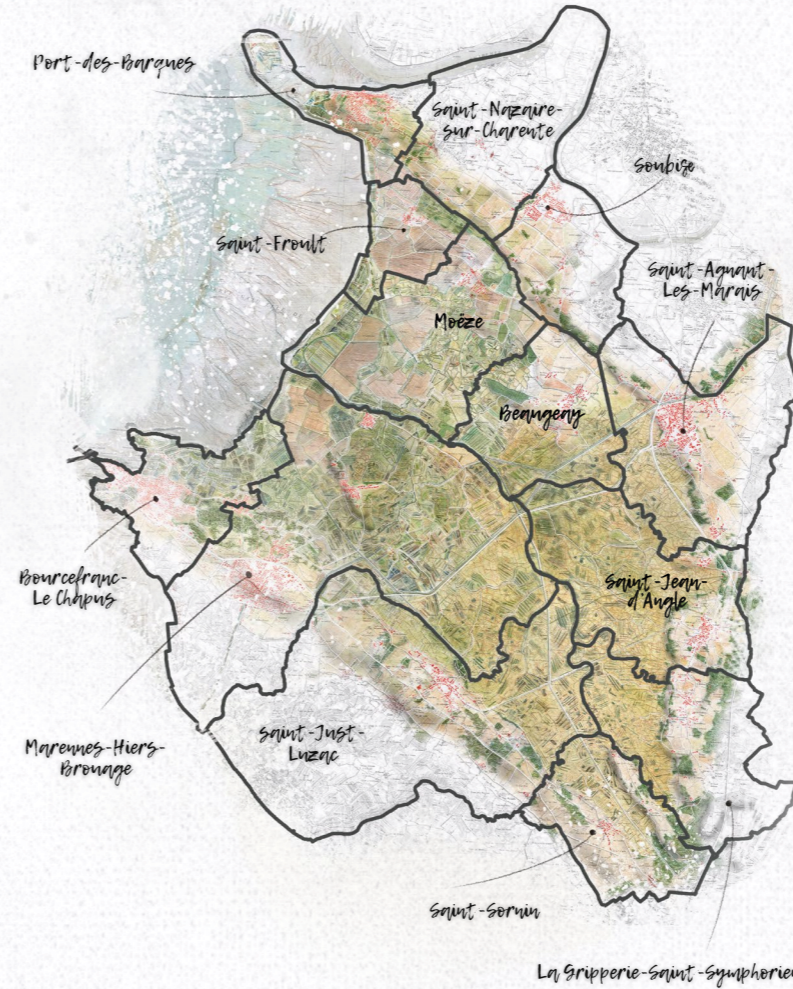 Port-des-Barques
Saint-Nazaire-
sur-Charente
Soubise
Saint-Froult
Saint-Agnant-
Les-Marais
Moëze
Beaugeay
Bourcefranc-
Le Chapus
Saint-Jean-
d'Angle
Marennes-Hiers-
Brouage
Saint-Just-
Luzac
Saint-Sornin
La Gripperie-Saint-Symphorien